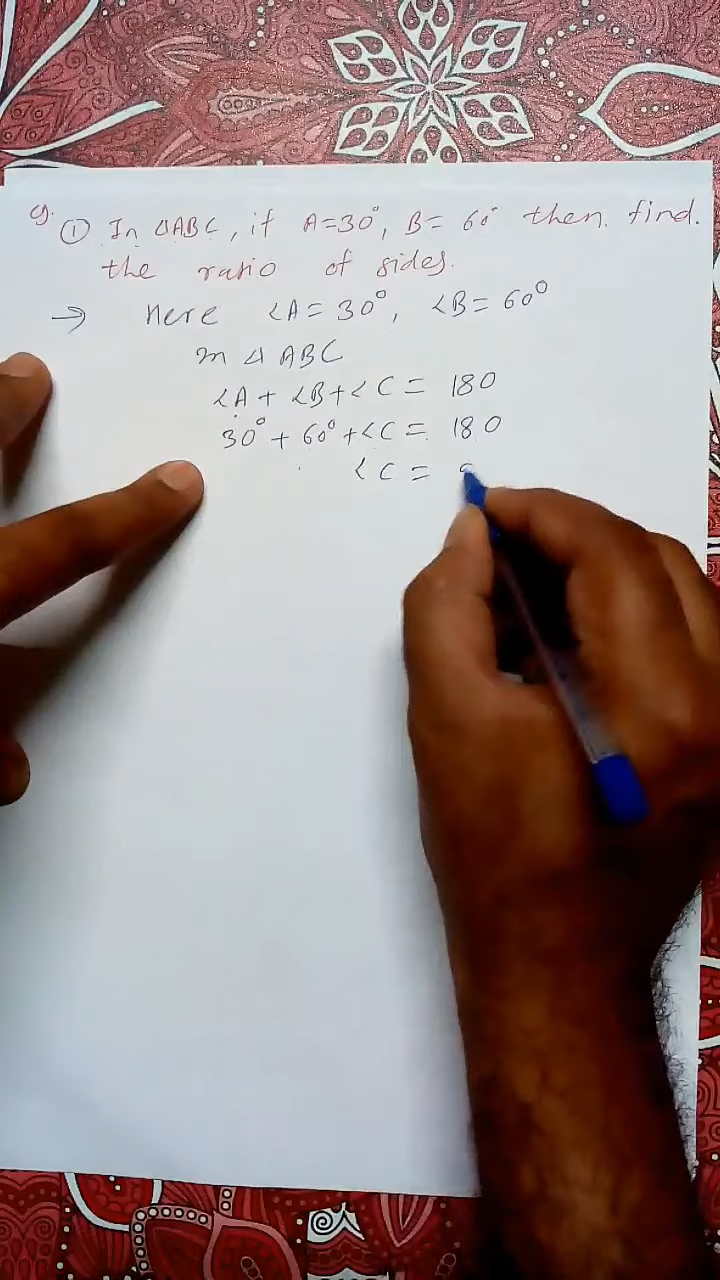 9. ① In △ABC, if A=30°, B= 60° then find.
the ratio of sides.
→ Here ∠A = 30°, ∠B = 60°
In △ ABC
∠A + ∠B + ∠C = 180
30° + 60° + ∠C = 180
∠C =